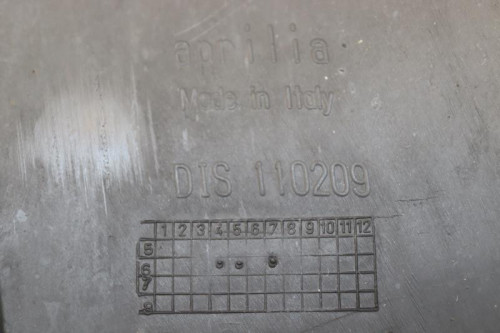 aprilia
Made in Italy
DIS 110209
1 2 3 4 5 6 7 8 9 10 11 12
5
6
7